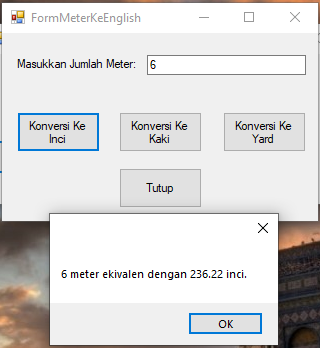 FormMeterKeEnglish
Masukkan Jumlah Meter: 6
Konversi Ke
Inci
Konversi Ke
Kaki
Konversi Ke
Yard
Tutup
6 meter ekivalen dengan 236.22 inci.
OK